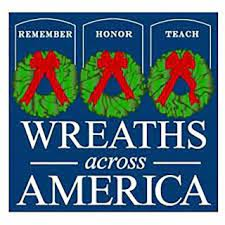 REMEMBER HONOR TEACH
WREATHS
across
AMERICA